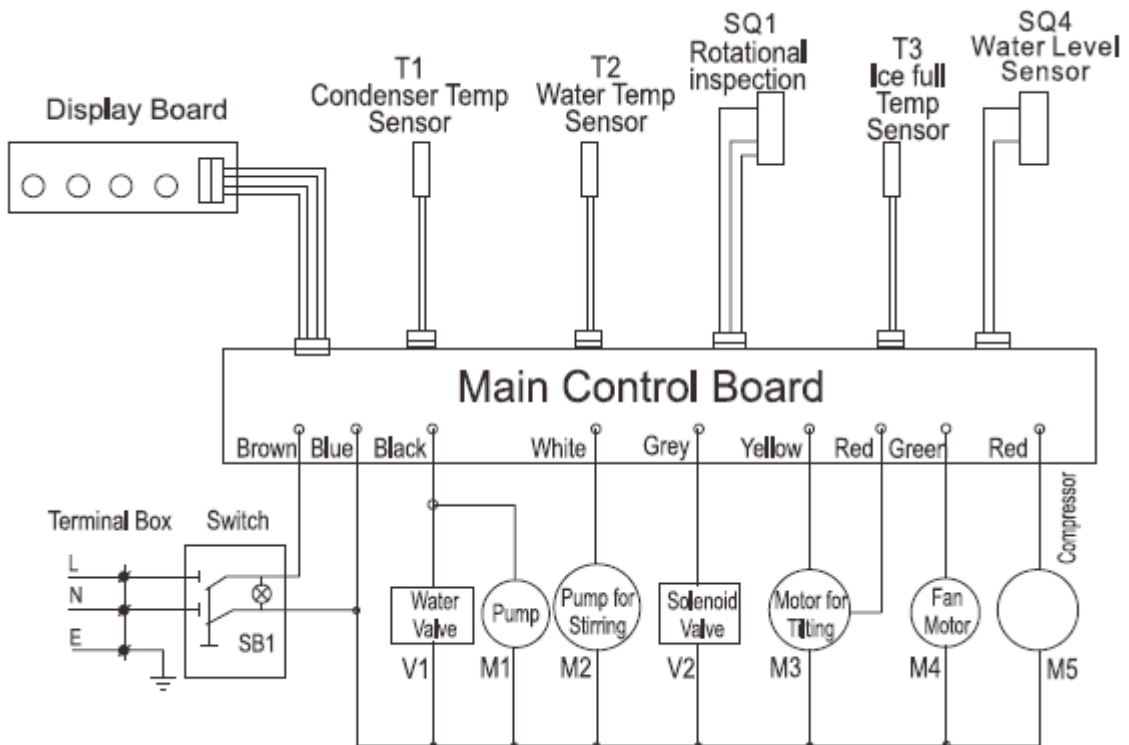 SQ1
Rotational
inspection
SQ4
Water Level
Sensor
T1
Condenser Temp
Sensor
T2
Water Temp
Sensor
T3
Ice full
Temp
Sensor
Display Board
Main Control Board
Brown
Blue
Black
White
Grey
Yellow
Red
Green
Red
Compressor
Terminal Box
Switch
L
N
E
SB1
Water
Valve
V1
Pump
M1
Pump for
Stirring
M2
Solenoid
Valve
V2
Motor for
Tilting
M3
Fan
Motor
M4
M5